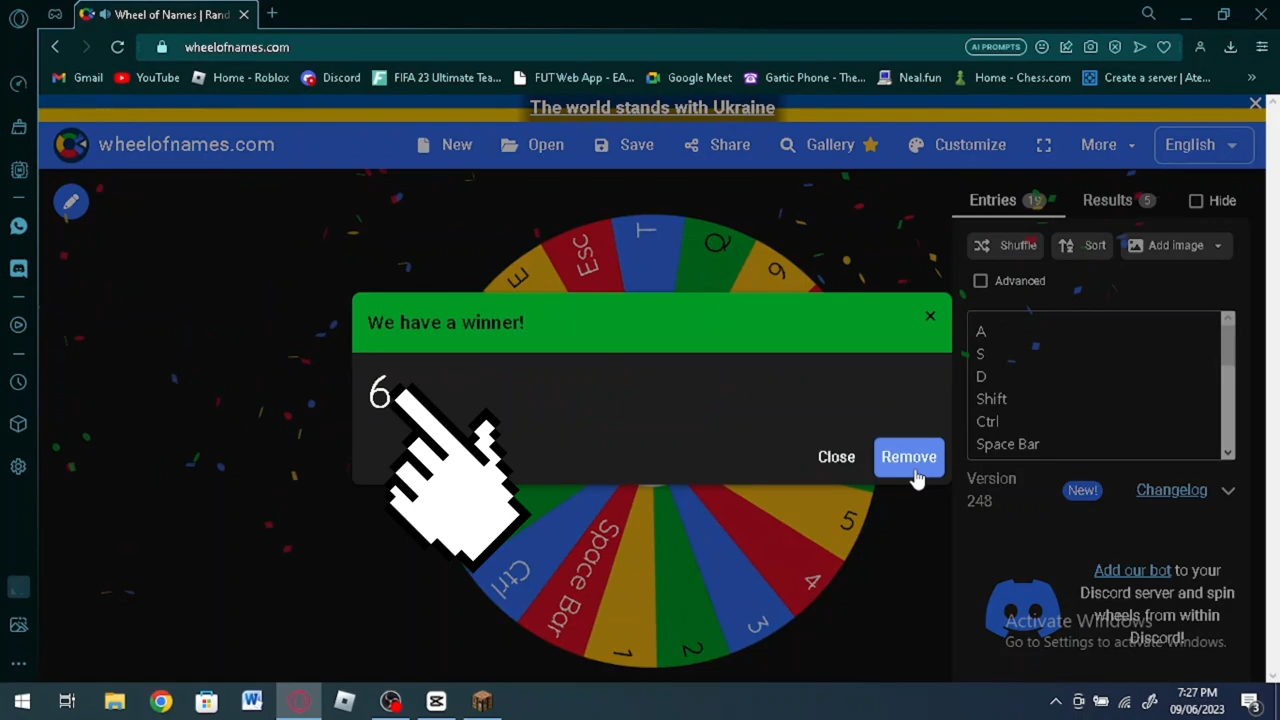 Wheel of Names | Rand
wheelofnames.com
AI PROMPTS
Gmail
YouTube
Home - Roblox
Discord
FIFA 23 Ultimate Tea...
FUT Web App - EA...
Google Meet
Gartic Phone - The...
Neal.fun
Home - Chess.com
Create a server | Ate...
The world stands with Ukraine
wheelofnames.com
New
Open
Save
Share
Gallery
Customize
More
English
Entries 19
Results 5
Hide
Shuffle
Sort
Add image
Advanced
E
Esc
T
Q
6
We have a winner!
6
Close
Remove
A
S
D
Shift
Ctrl
Space Bar
Version
248
New!
Changelog
Ctrl
Space Bar
1
2
3
4
5
Add our bot to your
Discord server and spin
wheels from within
Discord!
Activate Windows
Go to Settings to activate Windows.
7:27 PM
09/06/2023
3